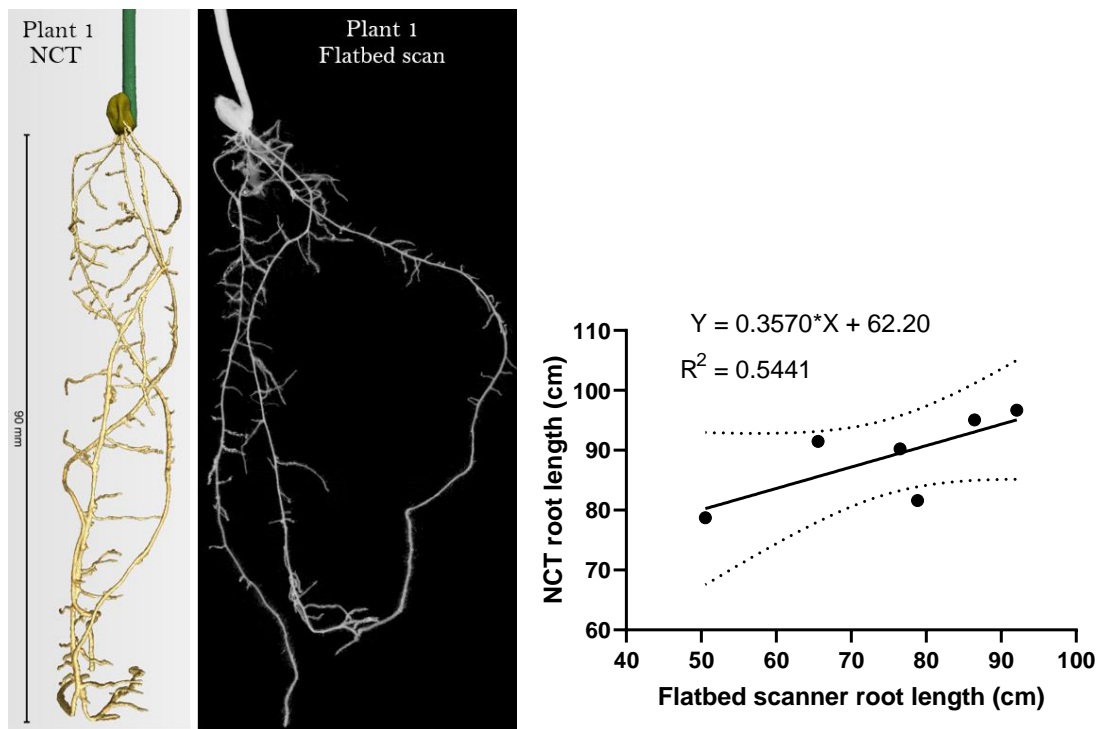 Plant 1
NCT
90 mm
Plant 1
Flatbed scan
Y = 0.3570*X + 62.20
R² = 0.5441
110
100
90
80
70
60
NCT root length (cm)
40 50 60 70 80 90 100
Flatbed scanner root length (cm)